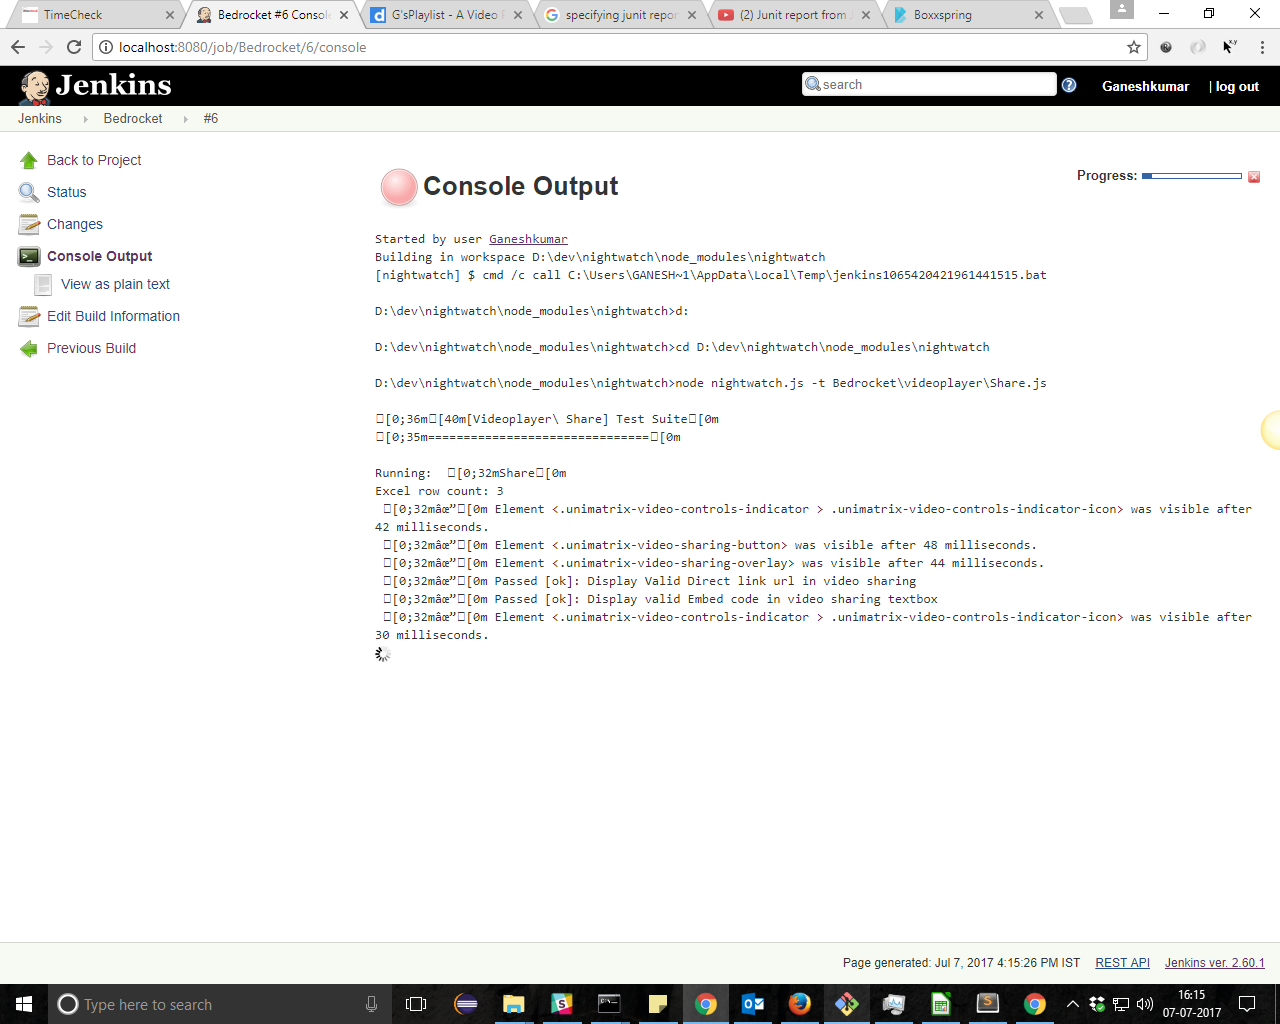 TimeCheck
Bedrocket #6 Conso
G'sPlaylist - A Video
specifying junit repor
(2) Junit report from
Boxxspring
localhost:8080/job/Bedrocket/6/console
Jenkins
search
Ganeshkumar
| log out
Jenkins
Bedrocket
#6
Back to Project
Status
Changes
Console Output
View as plain text
Edit Build Information
Previous Build
Console Output
Progress:
Started by user Ganeshkumar
Building in workspace D:\dev\nightwatch\node_modules\nightwatch
[nightwatch] $ cmd /c call C:\Users\GANESH~1\AppData\Local\Temp\jenkins1065420421961441515.bat
D:\dev\nightwatch\node_modules\nightwatch>d:
D:\dev\nightwatch\node_modules\nightwatch>cd D:\dev\nightwatch\node_modules\nightwatch
D:\dev\nightwatch\node_modules\nightwatch>node nightwatch.js -t Bedrocket\videoplayer\Share.js
[0;36m[40m[Videoplayer\ Share] Test Suite[0m
[0;35m===============================[0m
Running:  [0;32mShare[0m
Excel row count: 3
[0;32mâœ”[0m Element <.unimatrix-video-controls-indicator > .unimatrix-video-controls-indicator-icon> was visible after
42 milliseconds.
[0;32mâœ”[0m Element <.unimatrix-video-sharing-button> was visible after 48 milliseconds.
[0;32mâœ”[0m Element <.unimatrix-video-sharing-overlay> was visible after 44 milliseconds.
[0;32mâœ”[0m Passed [ok]: Display Valid Direct link url in video sharing
[0;32mâœ”[0m Passed [ok]: Display valid Embed code in video sharing textbox
[0;32mâœ”[0m Element <.unimatrix-video-controls-indicator > .unimatrix-video-controls-indicator-icon> was visible after
30 milliseconds.
Page generated: Jul 7, 2017 4:15:26 PM IST
REST API
Jenkins ver. 2.60.1
Type here to search
16:15
07-07-2017